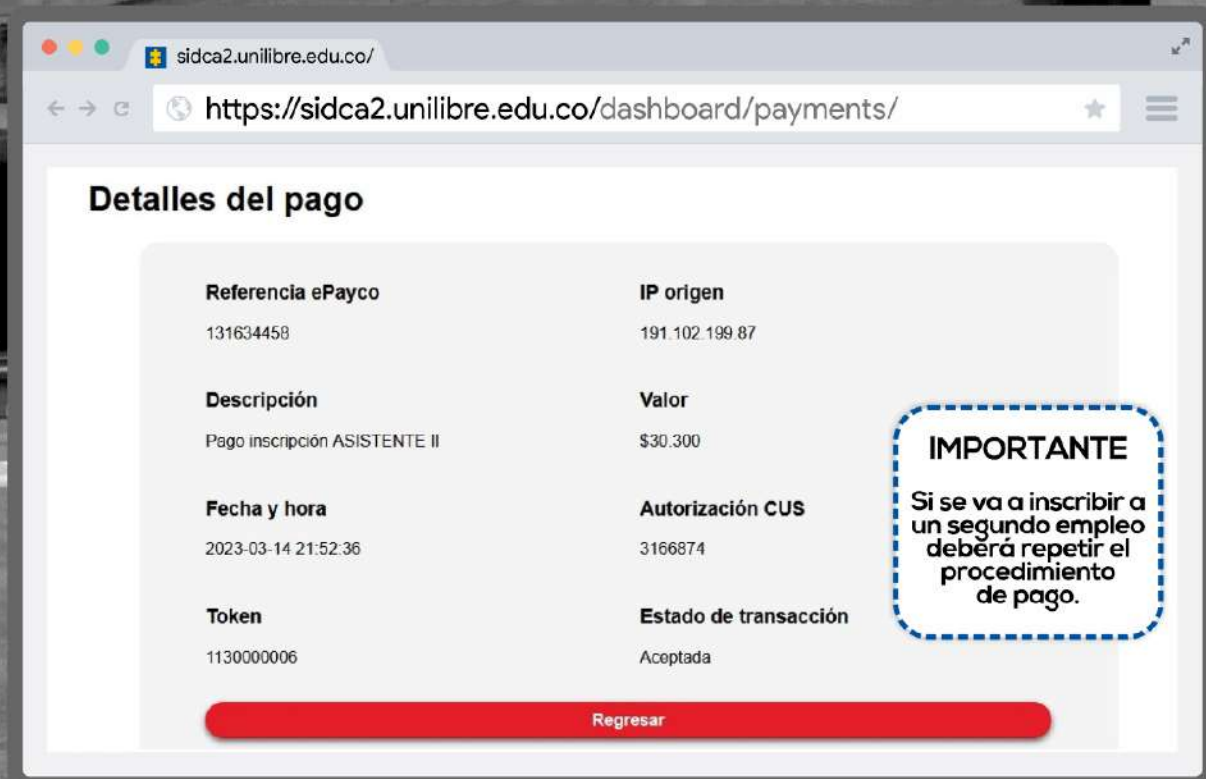 sidca2.unilibre.edu.co/
https://sidca2.unilibre.edu.co/dashboard/payments/
Detalles del pago
Referencia ePayco
131634458
IP origen
191.102.199.87
Descripción
Pago inscripción ASISTENTE II
Valor
$30.300
Fecha y hora
2023-03-14 21:52:36
Autorización CUS
3166874
Token
1130000006
Estado de transacción
Aceptada
IMPORTANTE
Si se va a inscribir a
un segundo empleo
deberá repetir el
procedimiento
de pago.
Regresar